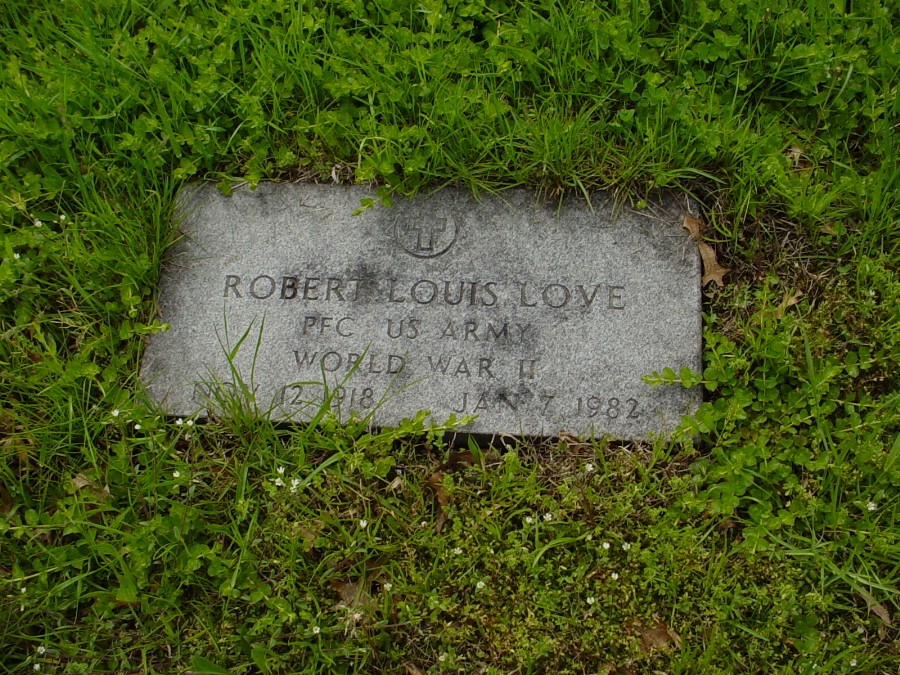 ROBERT LOUIS LOVE
PFC US ARMY
WORLD WAR II
NOV 12 1918 JAN 7 1982